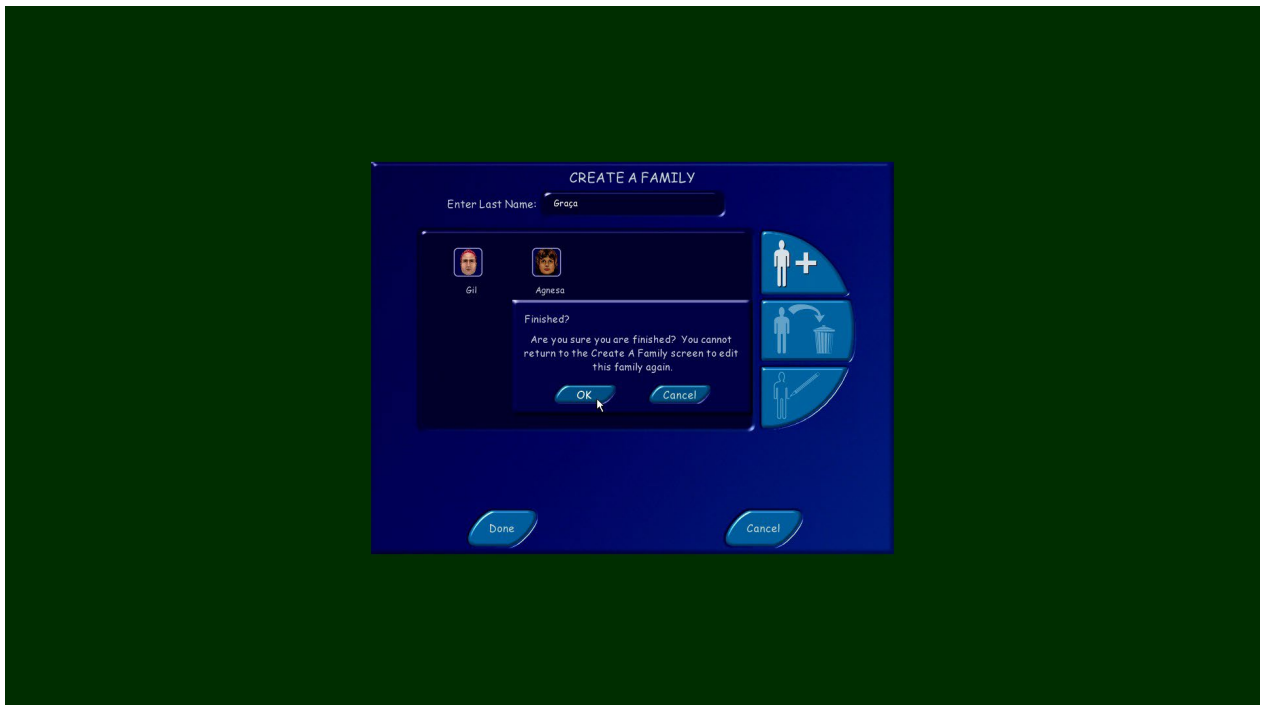 CREATE A FAMILY
Enter Last Name: Graça
Gil Agnesa
Finished?
Are you sure you are finished? You cannot
return to the Create A Family screen to edit
this family again.
OK Cancel
Done Cancel